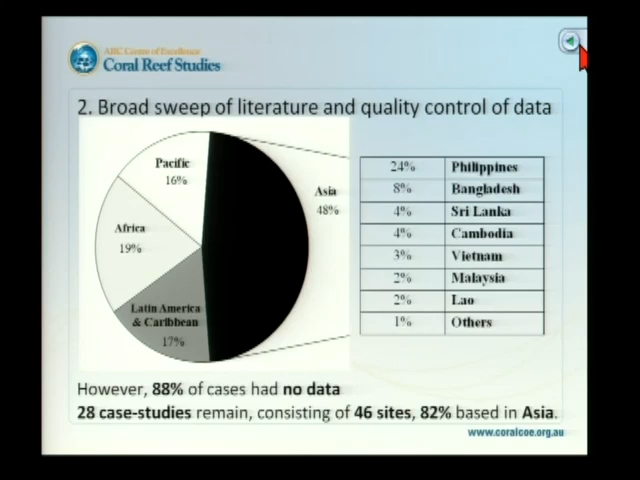 ARC Centre of Excellence
Coral Reef Studies
2. Broad sweep of literature and quality control of data
Pacific
16%
Asia
48%
Africa
19%
Latin America
& Caribbean
17%
24% Philippines
8% Bangladesh
4% Sri Lanka
4% Cambodia
3% Vietnam
2% Malaysia
2% Lao
1% Others
However, 88% of cases had no data
28 case-studies remain, consisting of 46 sites, 82% based in Asia.
www.coralcoe.org.au